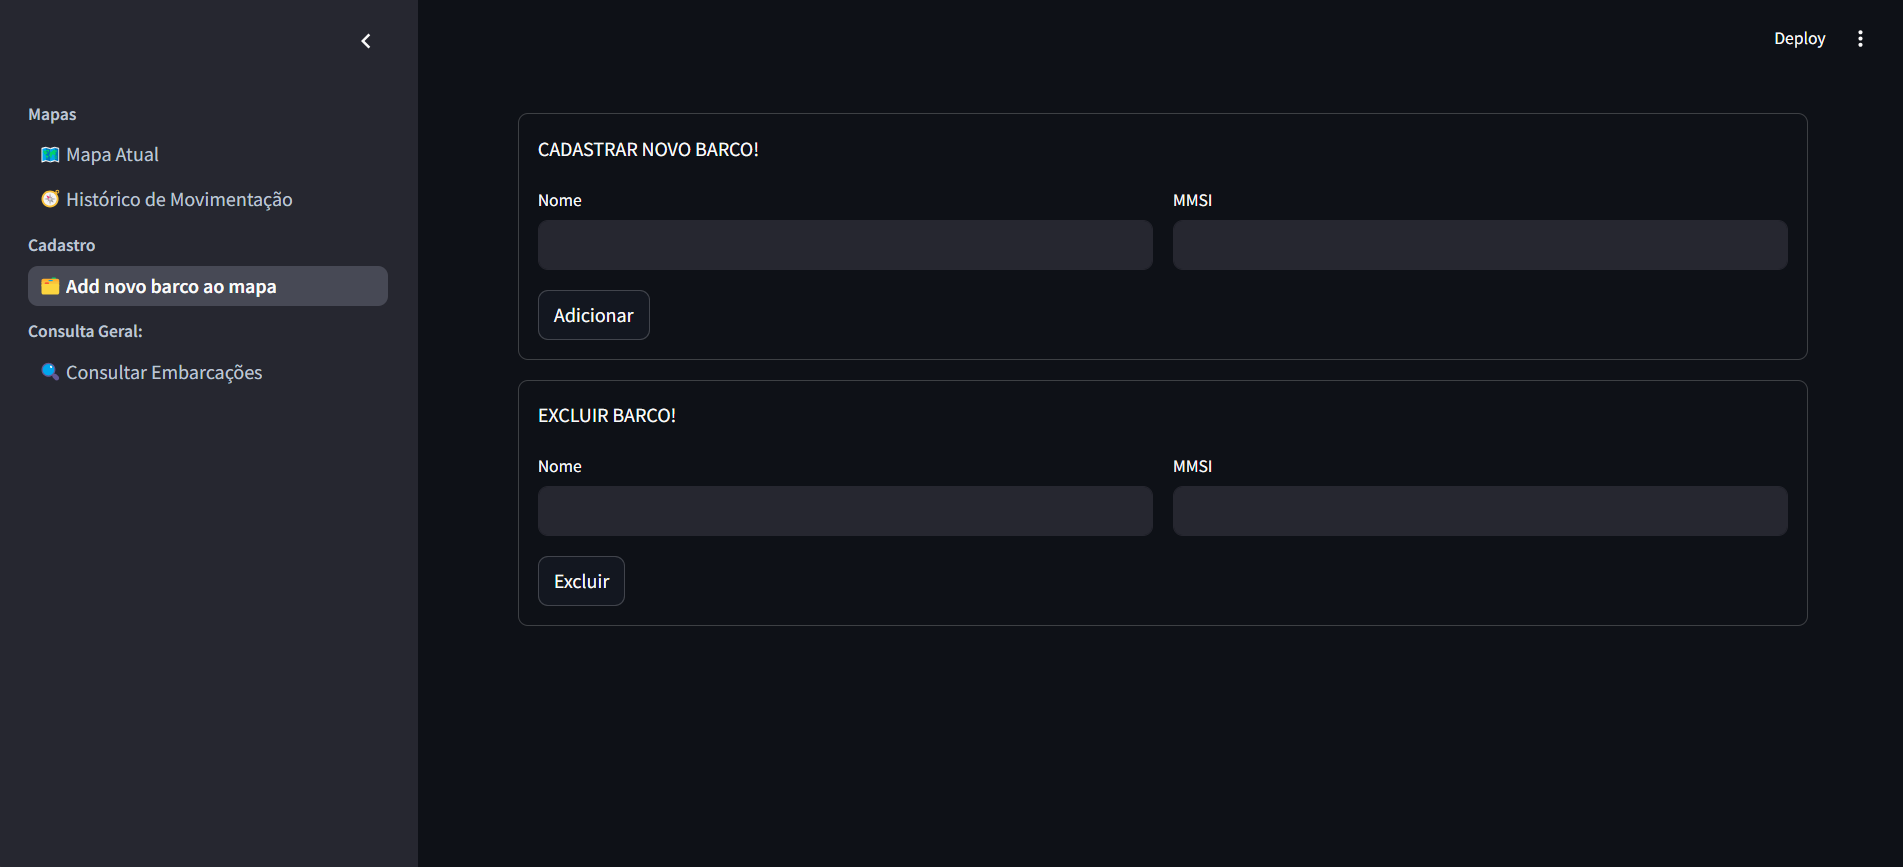 Deploy
Mapas
Mapa Atual
Histórico de Movimentação
Cadastro
Add novo barco ao mapa
Consulta Geral:
Consultar Embarcações
CADASTRAR NOVO BARCO!
Nome
MMSI
Adicionar
EXCLUIR BARCO!
Nome
MMSI
Excluir